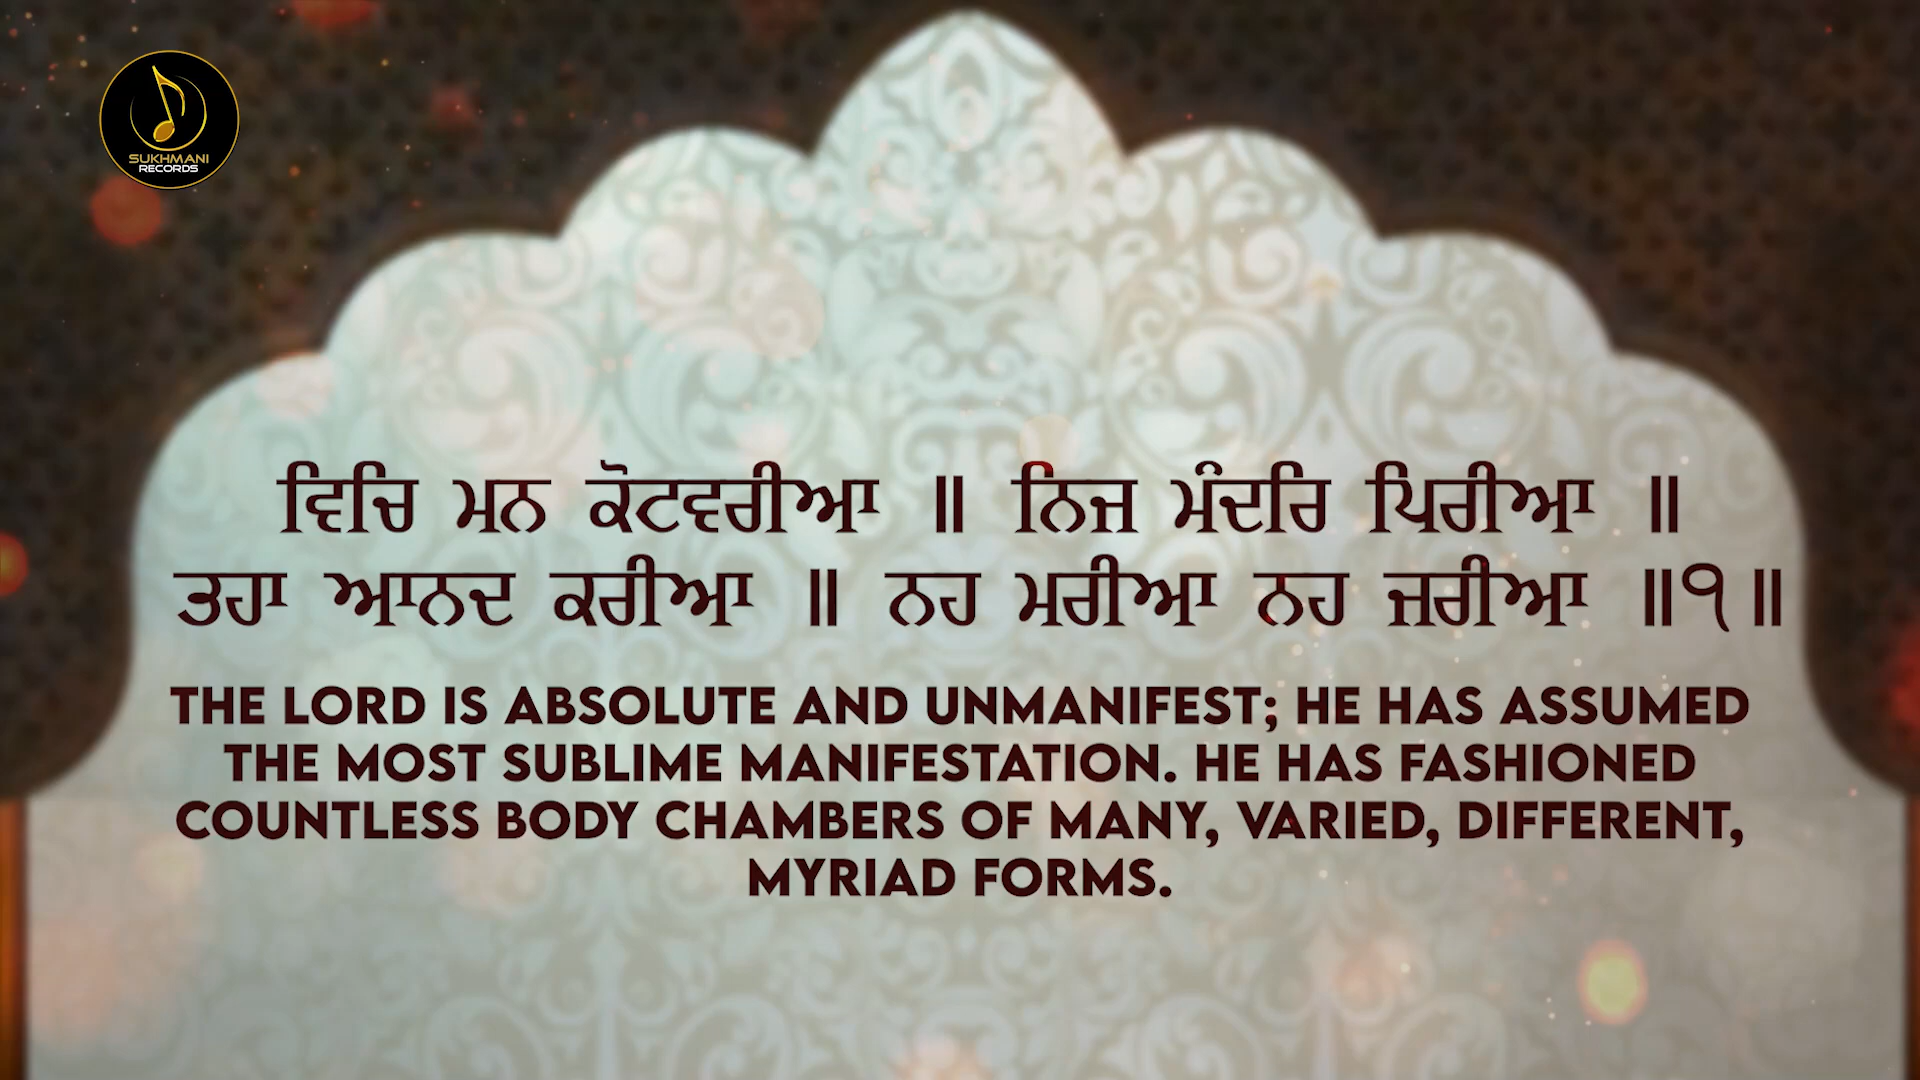 SUKHMANI
RECORDS
ਵਿਚਿ ਮਨ ਕੋਟਵਰੀਆ ॥ ਨਿਜ ਮੰਦਰਿ ਪਿਰੀਆ ॥
ਤਹਾ ਆਨਦ ਕਰੀਆ ॥ ਨਹ ਮਰੀਆ ਨਹ ਜਰੀਆ ॥੧॥
THE LORD IS ABSOLUTE AND UNMANIFEST; HE HAS ASSUMED
THE MOST SUBLIME MANIFESTATION. HE HAS FASHIONED
COUNTLESS BODY CHAMBERS OF MANY, VARIED, DIFFERENT,
MYRIAD FORMS.